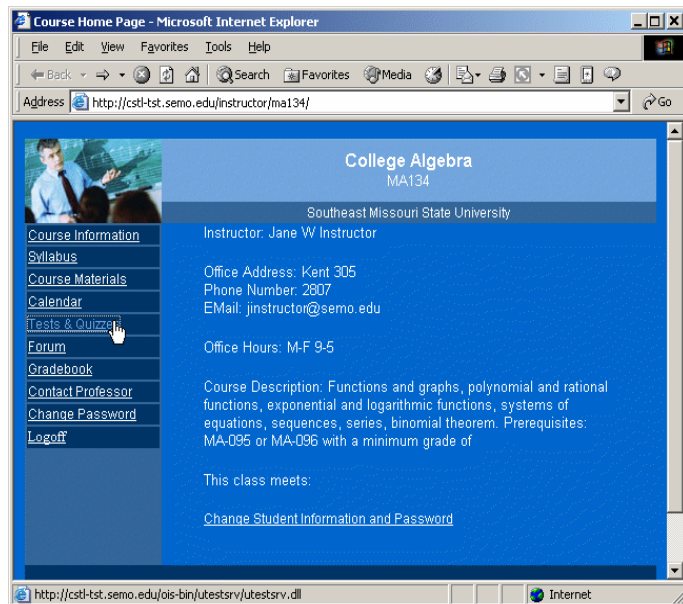 Course Home Page - Microsoft Internet Explorer
File Edit View Favorites Tools Help
Back Search Favorites Media
Address http://cstl-tst.semo.edu/instructor/ma134/ Go
College Algebra
MA134
Southeast Missouri State University
Course Information
Syllabus
Course Materials
Calendar
Tests & Quizzes
Forum
Gradebook
Contact Professor
Change Password
Logoff
Instructor: Jane W Instructor
Office Address: Kent 305
Phone Number: 2807
EMail: jinstructor@semo.edu
Office Hours: M-F 9-5
Course Description: Functions and graphs, polynomial and rational
functions, exponential and logarithmic functions, systems of
equations, sequences, series, binomial theorem. Prerequisites:
MA-095 or MA-096 with a minimum grade of
This class meets:
Change Student Information and Password
http://cstl-tst.semo.edu/ois-bin/utestsrv/utestsrv.dll Internet